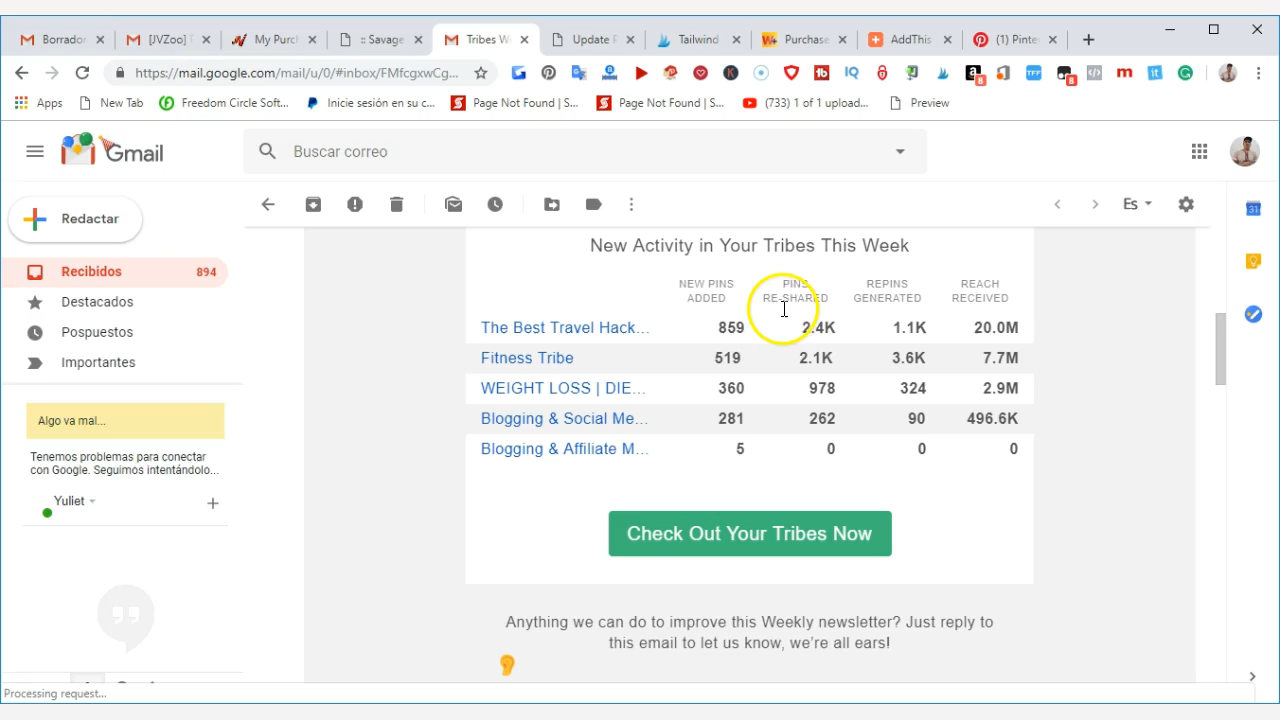 Borrador
[JVZoo]
My Purch
:: Savage
Tribes W
Update F
Tailwind
Purchase
AddThis
(1) Pinte
https://mail.google.com/mail/u/0/#inbox/FMfcgxwCg...
Apps
New Tab
Freedom Circle Soft...
Inicie sesión en su c...
Page Not Found | S...
Page Not Found | S...
(733) 1 of 1 upload...
Preview
Gmail
Buscar correo
Redactar
Es
Recibidos 894
Destacados
Pospuestos
Importantes
Algo va mal...
Tenemos problemas para conectar
con Google. Seguimos intentándolo...
Yuliet
New Activity in Your Tribes This Week
NEW PINS ADDED
PINS RE-SHARED
REPINS GENERATED
REACH RECEIVED
The Best Travel Hack... 859 2.4K 1.1K 20.0M
Fitness Tribe 519 2.1K 3.6K 7.7M
WEIGHT LOSS | DIE... 360 978 324 2.9M
Blogging & Social Me... 281 262 90 496.6K
Blogging & Affiliate M... 5 0 0 0
Check Out Your Tribes Now
Anything we can do to improve this Weekly newsletter? Just reply to
this email to let us know, we're all ears!
Processing request...